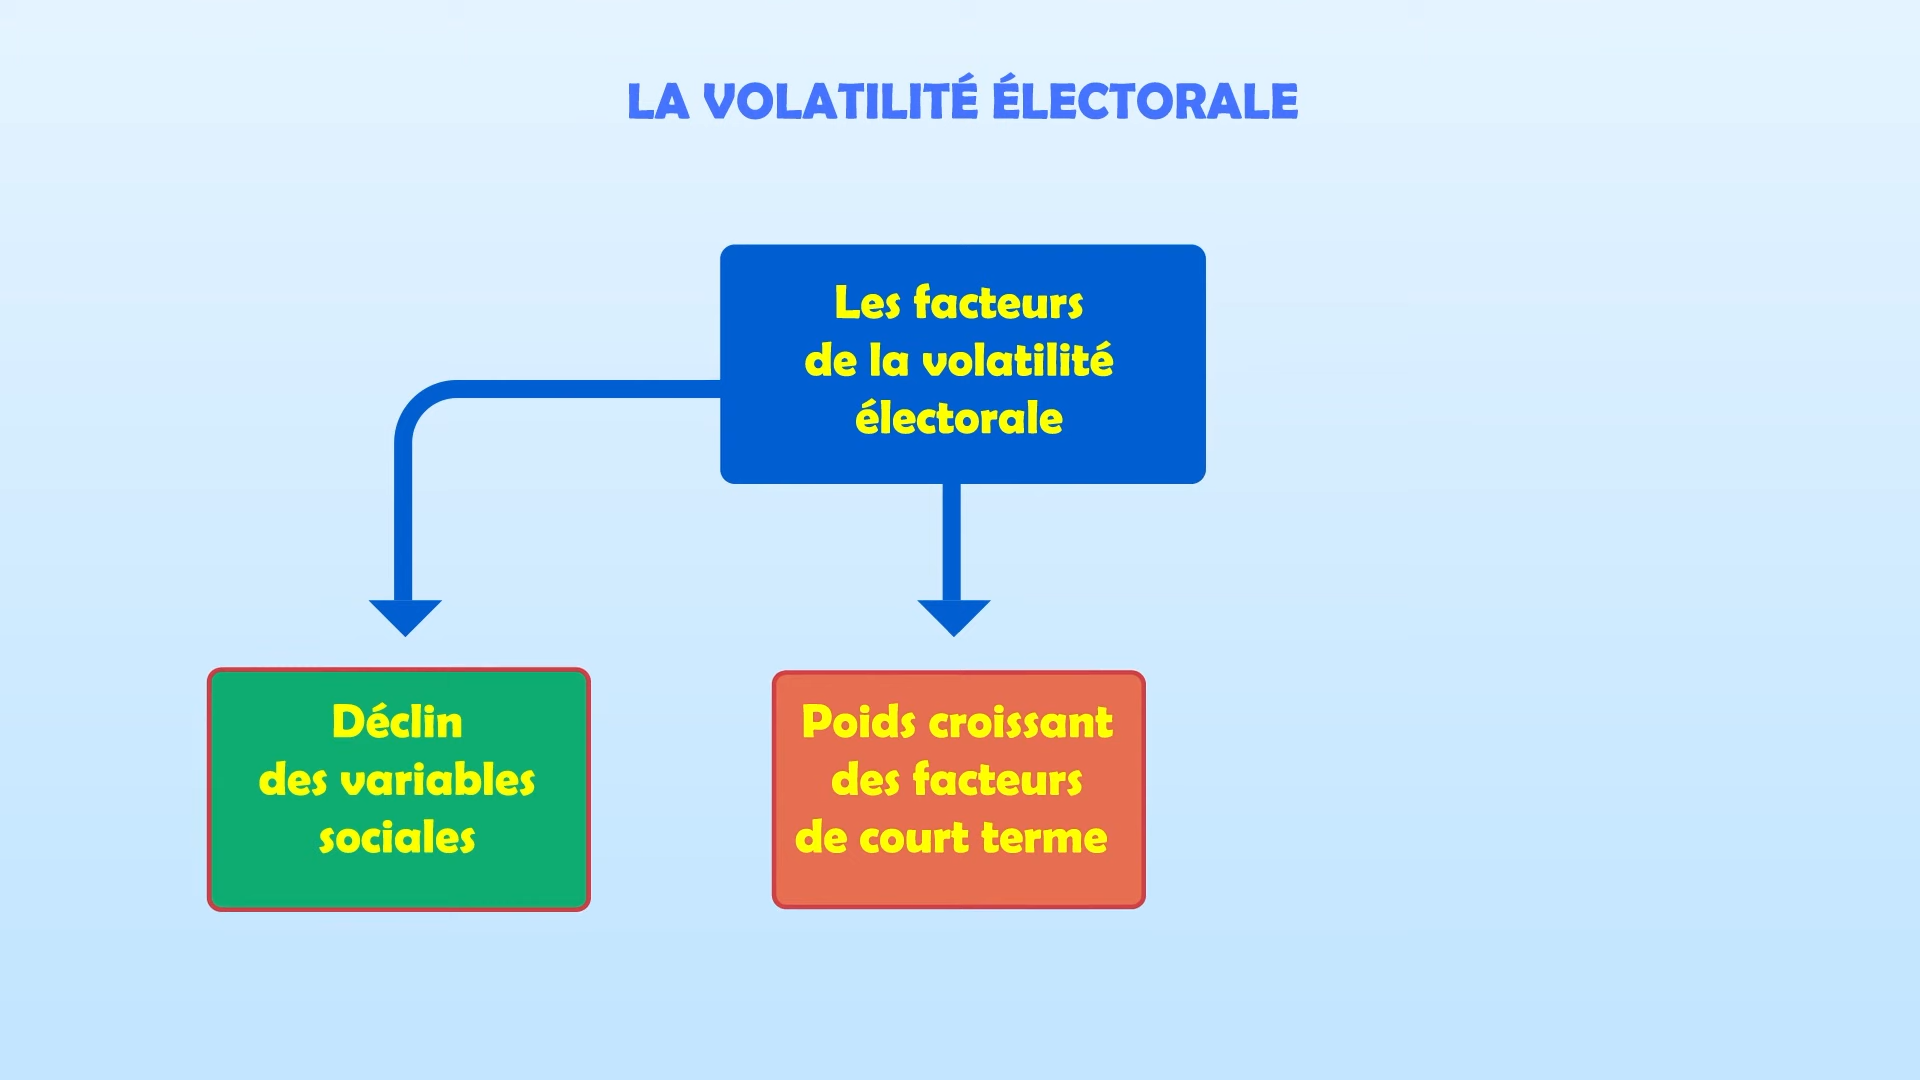 LA VOLATILITÉ ÉLECTORALE
Les facteurs
de la volatilité
électorale
Déclin
des variables
sociales
Poids croissant
des facteurs
de court terme